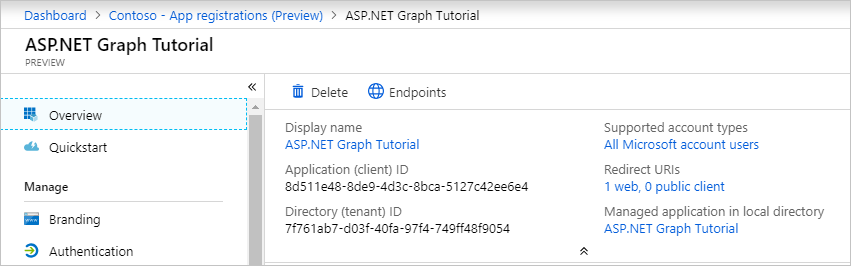 Dashboard > Contoso - App registrations (Preview) > ASP.NET Graph Tutorial
ASP.NET Graph Tutorial
PREVIEW
«
Overview
Quickstart
Manage
Branding
Authentication
Delete Endpoints
Display name
ASP.NET Graph Tutorial
Application (client) ID
8d511e48-8de9-4d3c-8bca-5127c42ee6e4
Directory (tenant) ID
7f761ab7-d03f-40fa-97f4-749ff48f9054
Supported account types
All Microsoft account users
Redirect URIs
1 web, 0 public client
Managed application in local directory
ASP.NET Graph Tutorial